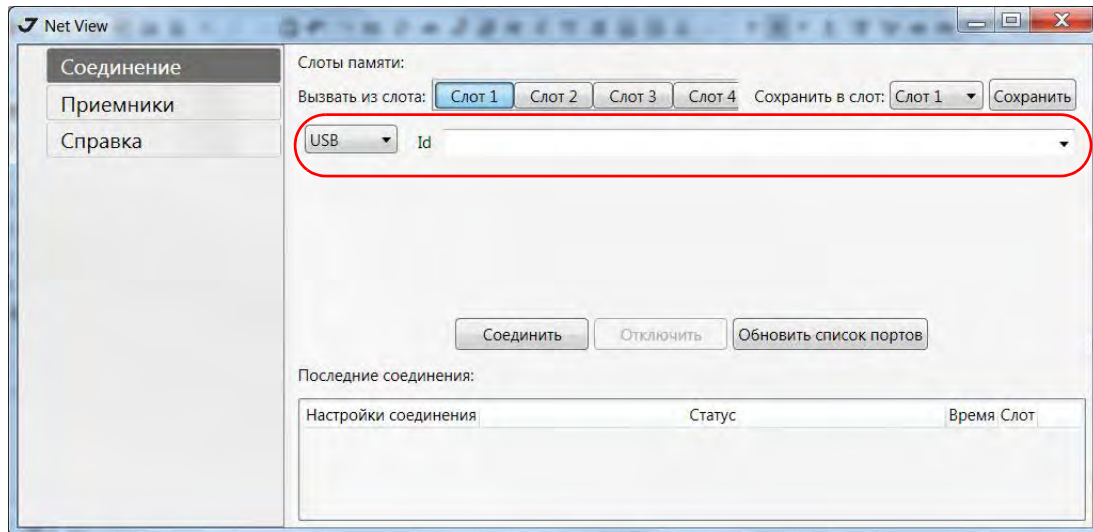 Net View
Соединение
Приемники
Справка
Слоты памяти:
Вызвать из слота: Слот 1 Слот 2 Слот 3 Слот 4 Сохранить в слот: Слот 1 Сохранить
USB Id
Соединить Отключить Обновить список портов
Последние соединения:
Настройки соединения Статус Время Слот